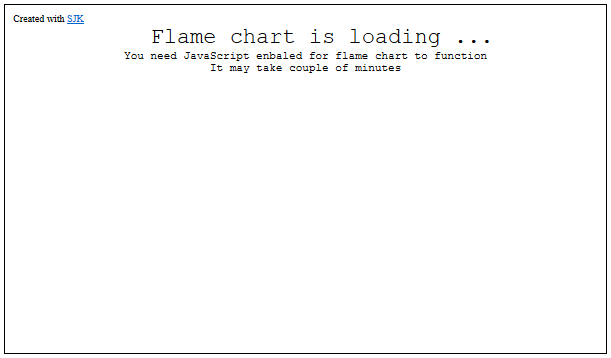 Created with SJK
Flame chart is loading ...
You need JavaScript enbaled for flame chart to function
It may take couple of minutes